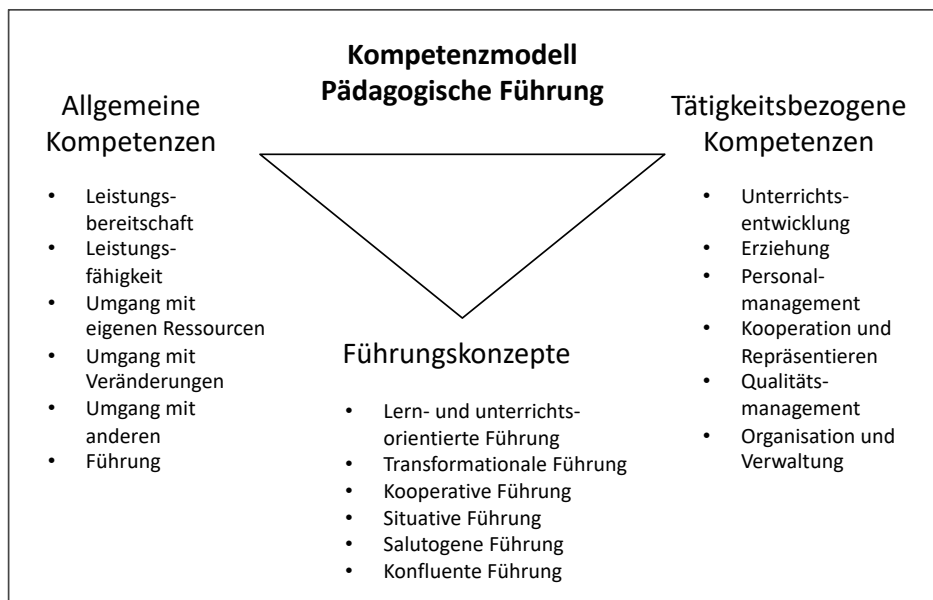 Kompetenzmodell
Pädagogische Führung
Allgemeine
Kompetenzen
• Leistungs-
bereitschaft
• Leistungs-
fähigkeit
• Umgang mit
eigenen Ressourcen
• Umgang mit
Veränderungen
• Umgang mit
anderen
• Führung
Tätigkeitsbezogene
Kompetenzen
• Unterrichts-
entwicklung
• Erziehung
• Personal-
management
• Kooperation und
Repräsentieren
• Qualitäts-
management
• Organisation und
Verwaltung
Führungskonzepte
• Lern- und unterrichts-
orientierte Führung
• Transformationale Führung
• Kooperative Führung
• Situative Führung
• Salutogene Führung
• Konfluente Führung